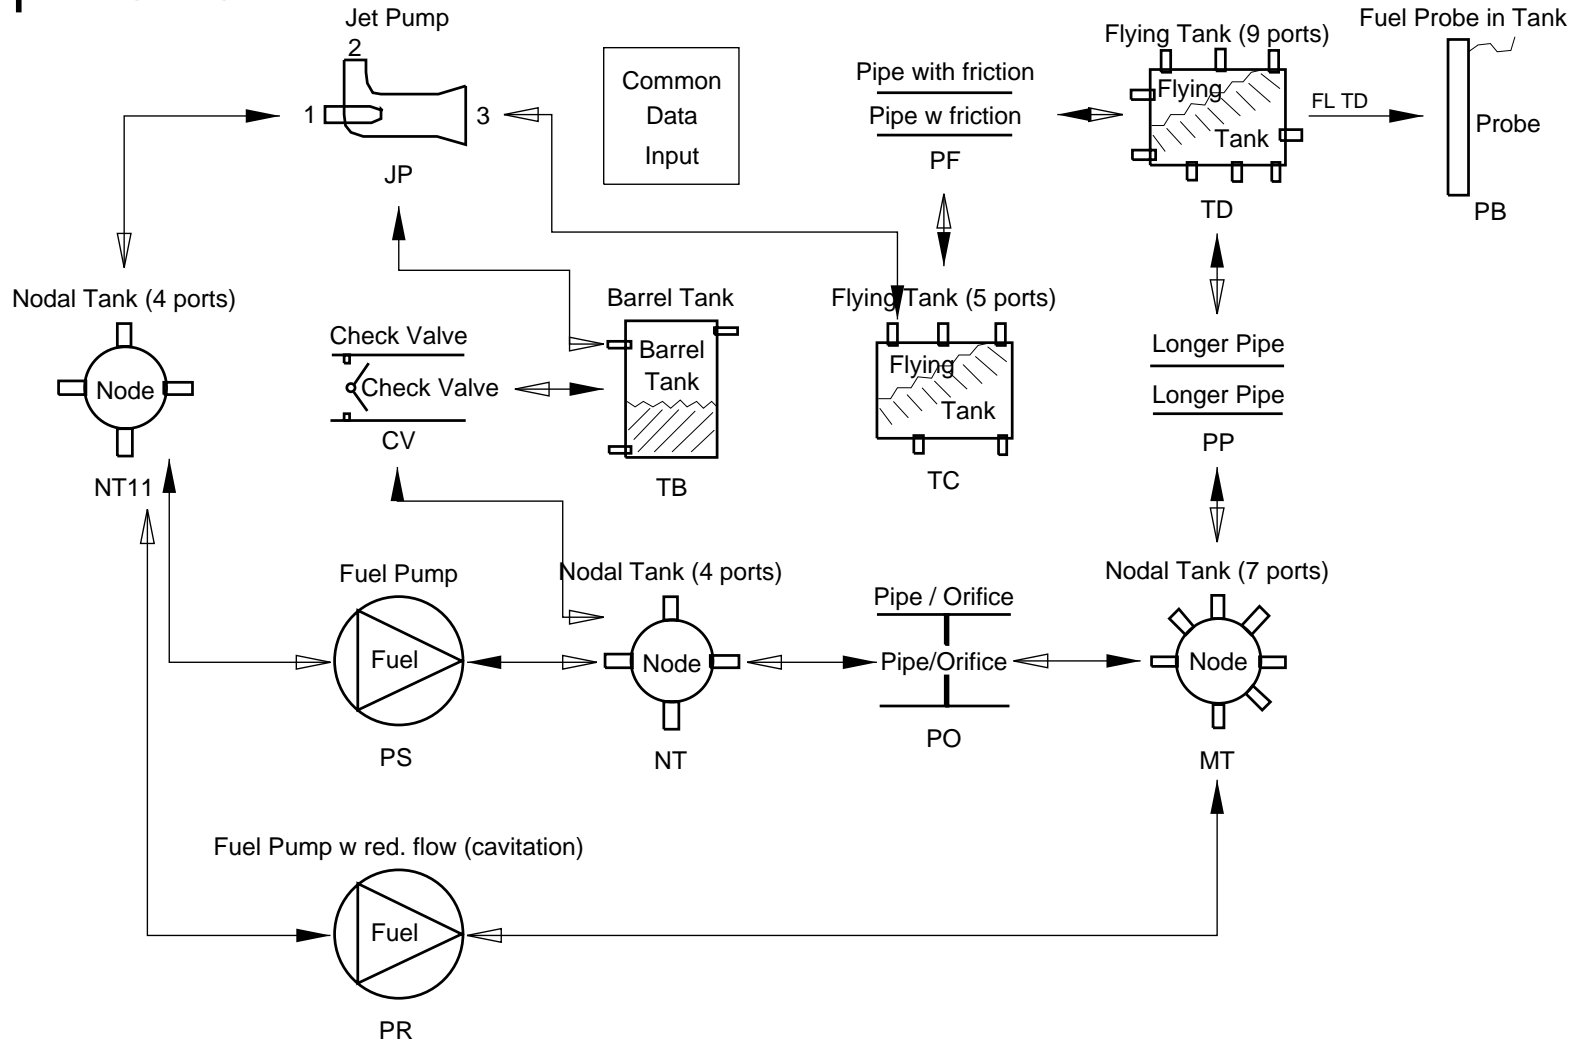 Jet Pump
2
1
3
JP
Common
Data
Input
Pipe with friction
Pipe w friction
PF
Flying Tank (9 ports)
Flying
Tank
TD
FL TD
Fuel Probe in Tank
Probe
PB
Nodal Tank (4 ports)
Node
NT11
Check Valve
Check Valve
CV
Barrel Tank
Barrel
Tank
TB
Flying Tank (5 ports)
Flying
Tank
TC
Longer Pipe
Longer Pipe
PP
Fuel Pump
Fuel
PS
Nodal Tank (4 ports)
Node
NT
Pipe / Orifice
Pipe/Orifice
PO
Nodal Tank (7 ports)
Node
MT
Fuel Pump w red. flow (cavitation)
Fuel
PR